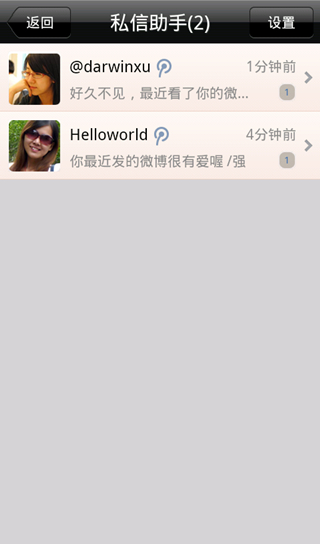 返回
私信助手(2)
设置
@darwinxu
1分钟前
好久不见，最近看了你的微...
1
Helloworld
4分钟前
你最近发的微博很有爱喔 /强
1